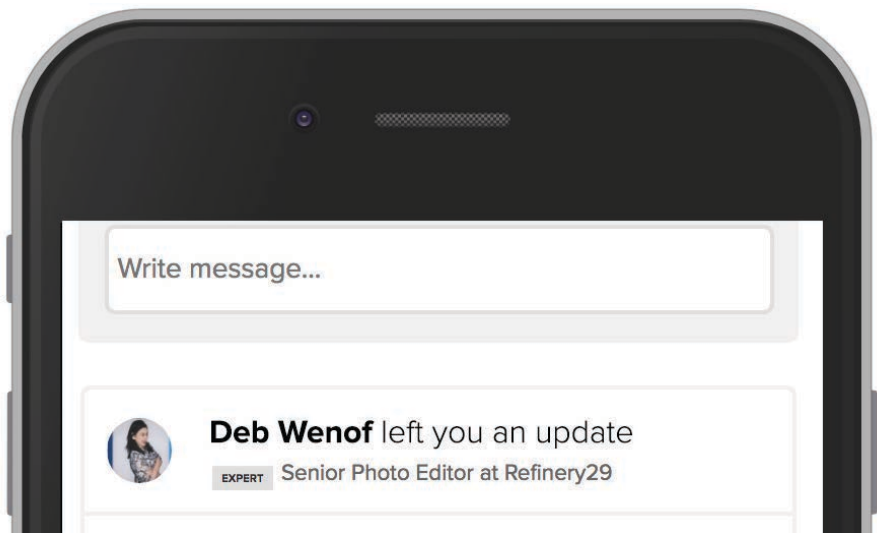 Write message...
Deb Wenof left you an update
EXPERT Senior Photo Editor at Refinery29